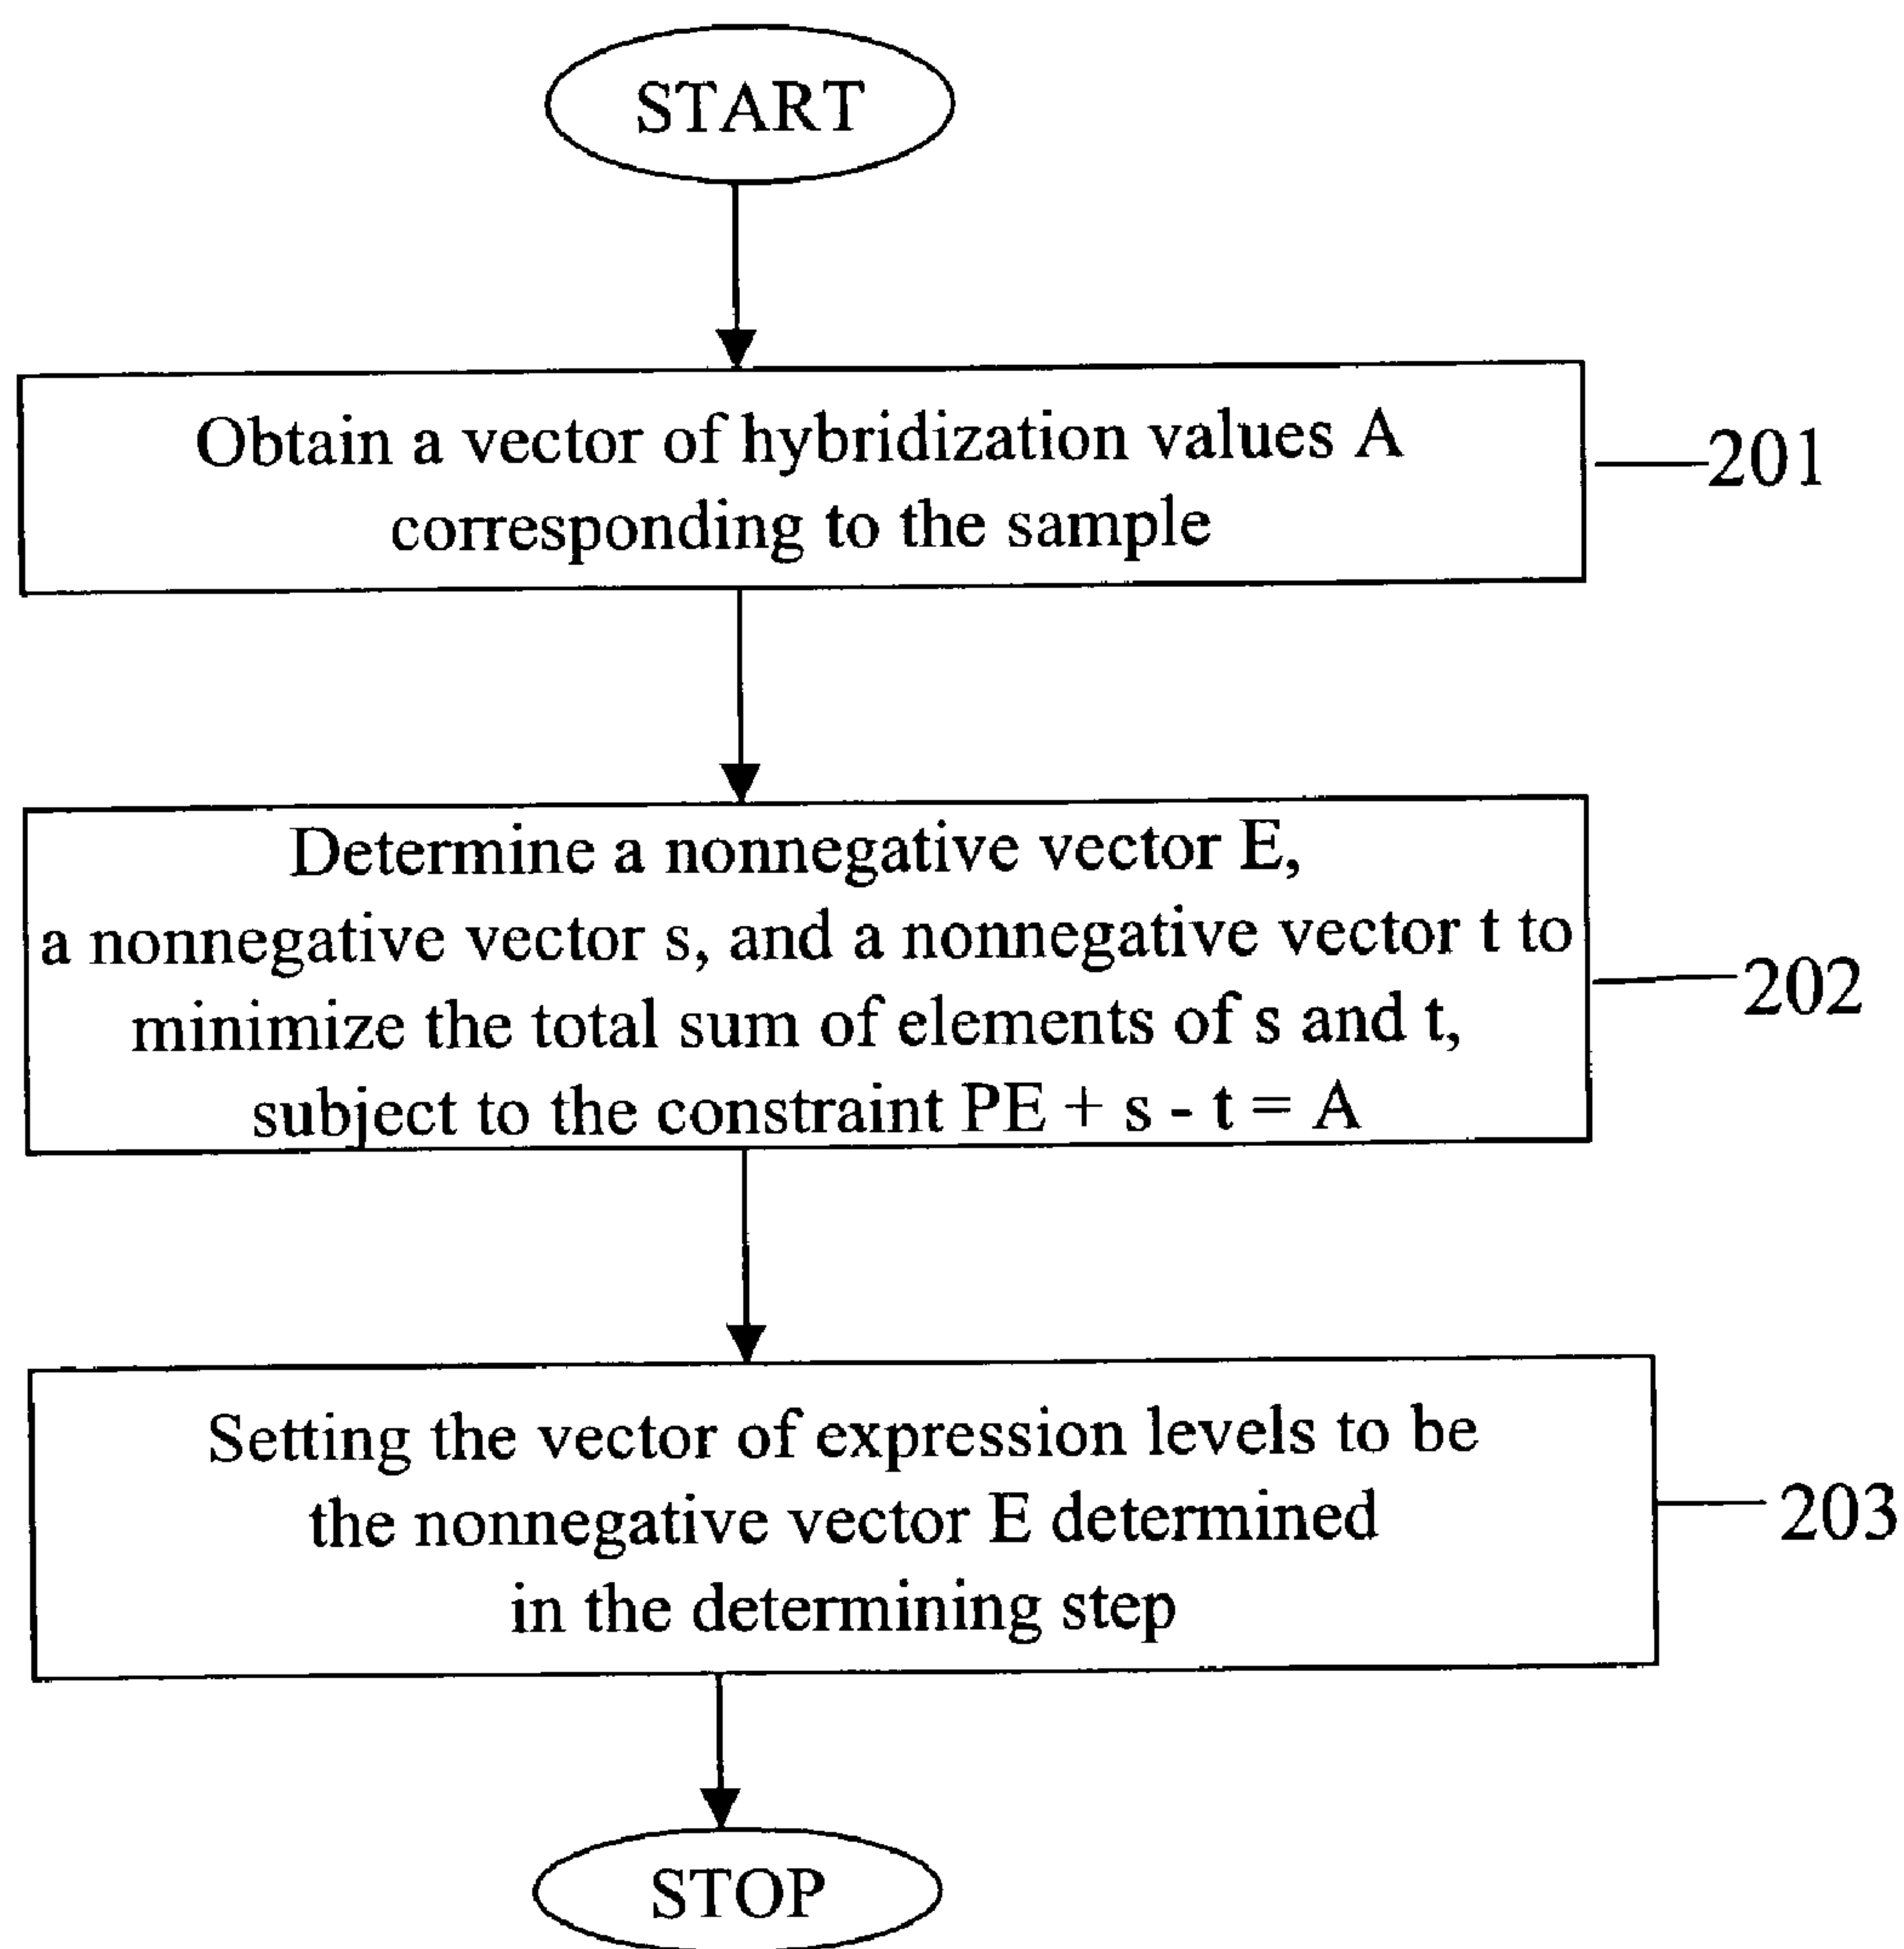 START
Obtain a vector of hybridization values A
corresponding to the sample
201
Determine a nonnegative vector E,
a nonnegative vector s, and a nonnegative vector t to
minimize the total sum of elements of s and t,
subject to the constraint PE + s - t = A
202
Setting the vector of expression levels to be
the nonnegative vector E determined
in the determining step
203
STOP